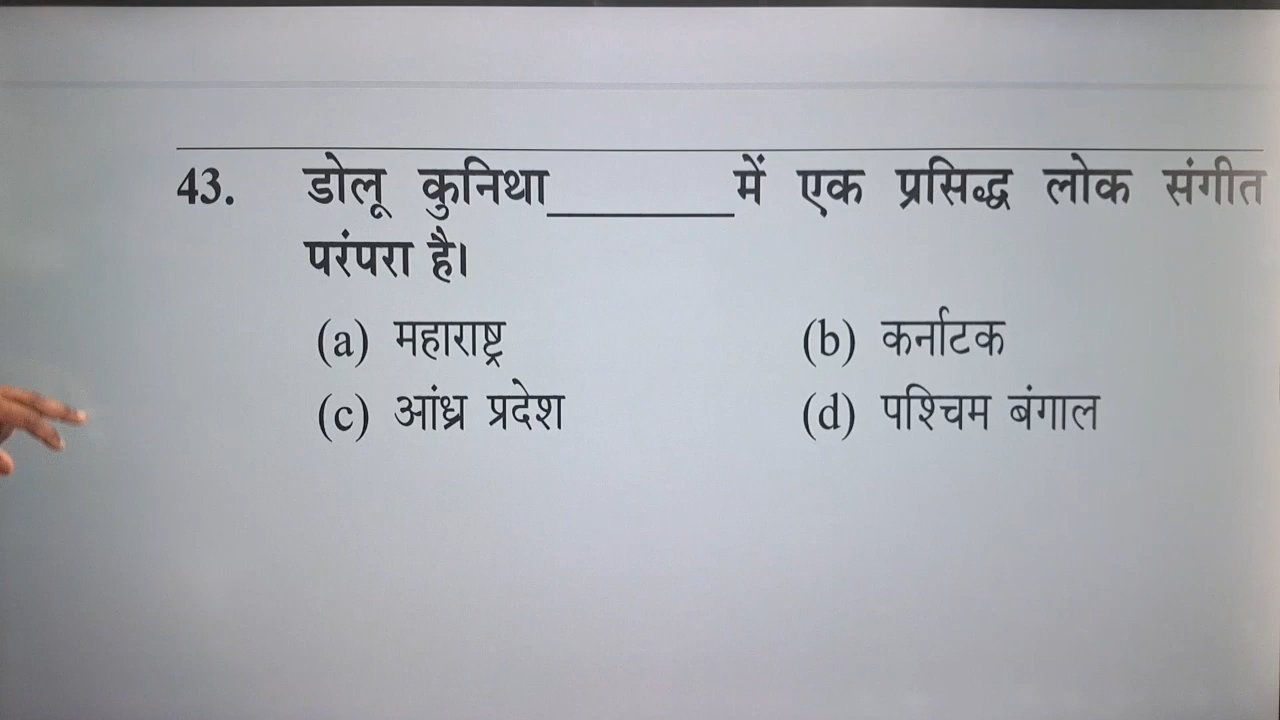 43. डोलू कुनिथा________में एक प्रसिद्ध लोक संगीत
परंपरा है।
(a) महाराष्ट्र (b) कर्नाटक
(c) आंध्र प्रदेश (d) पश्चिम बंगाल